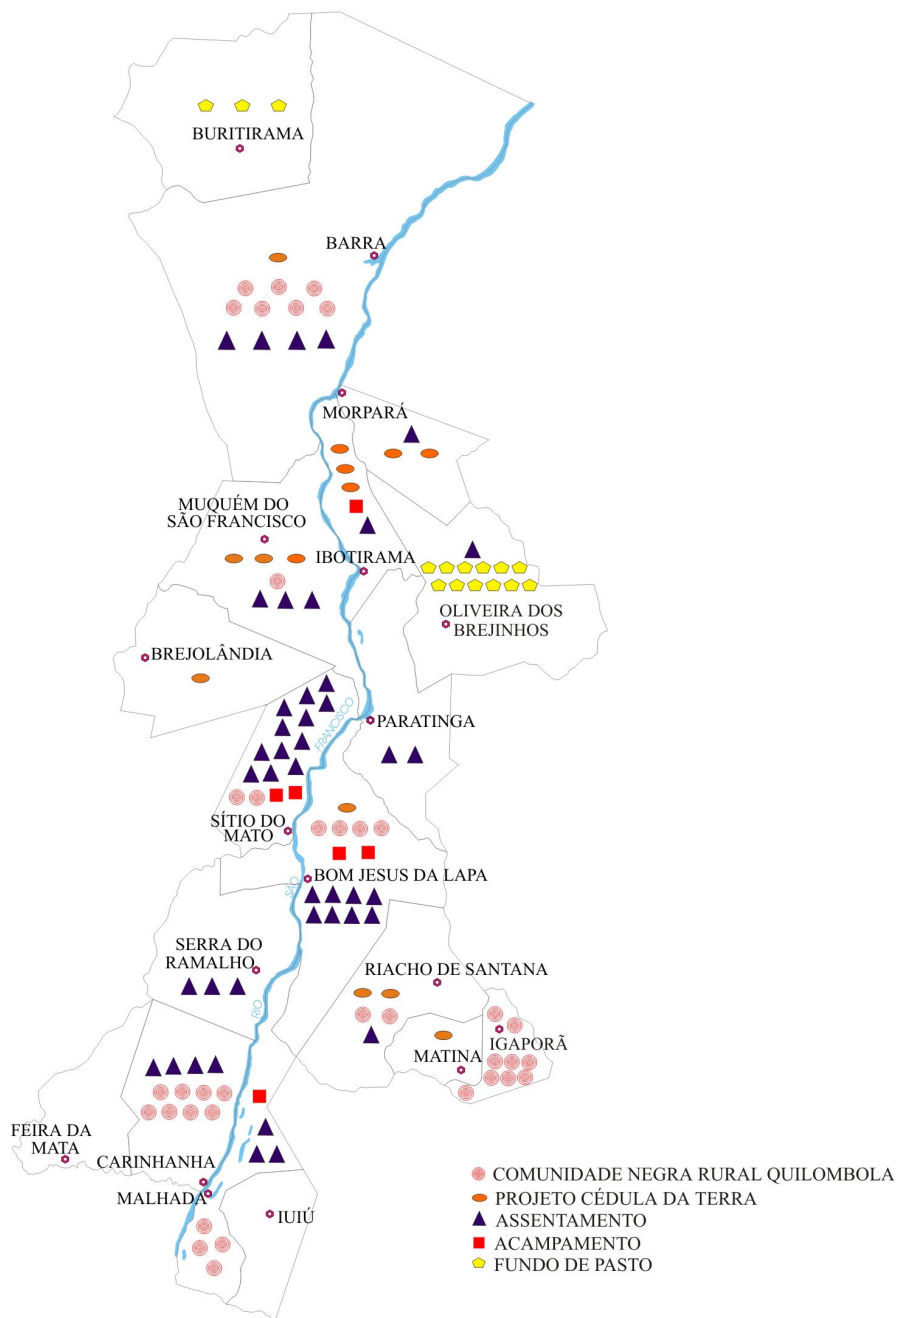 BURITIRAMA
BARRA
MORPARÁ
MUQUÉM DO
SÃO FRANCISCO
IBOTIRAMA
OLIVEIRA DOS
BREJINHOS
BREJOLÂNDIA
FRANCISCO
PARATINGA
SÍTIO DO
MATO
BOM JESUS DA LAPA
SÃO
SERRA DO
RAMALHO
RIACHO DE SANTANA
RIO
IGAPORÃ
MATINA
FEIRA DA
MATA
CARINHANHA
MALHADA
IUIÚ
COMUNIDADE NEGRA RURAL QUILOMBOLA
PROJETO CÉDULA DA TERRA
ASSENTAMENTO
ACAMPAMENTO
FUNDO DE PASTO